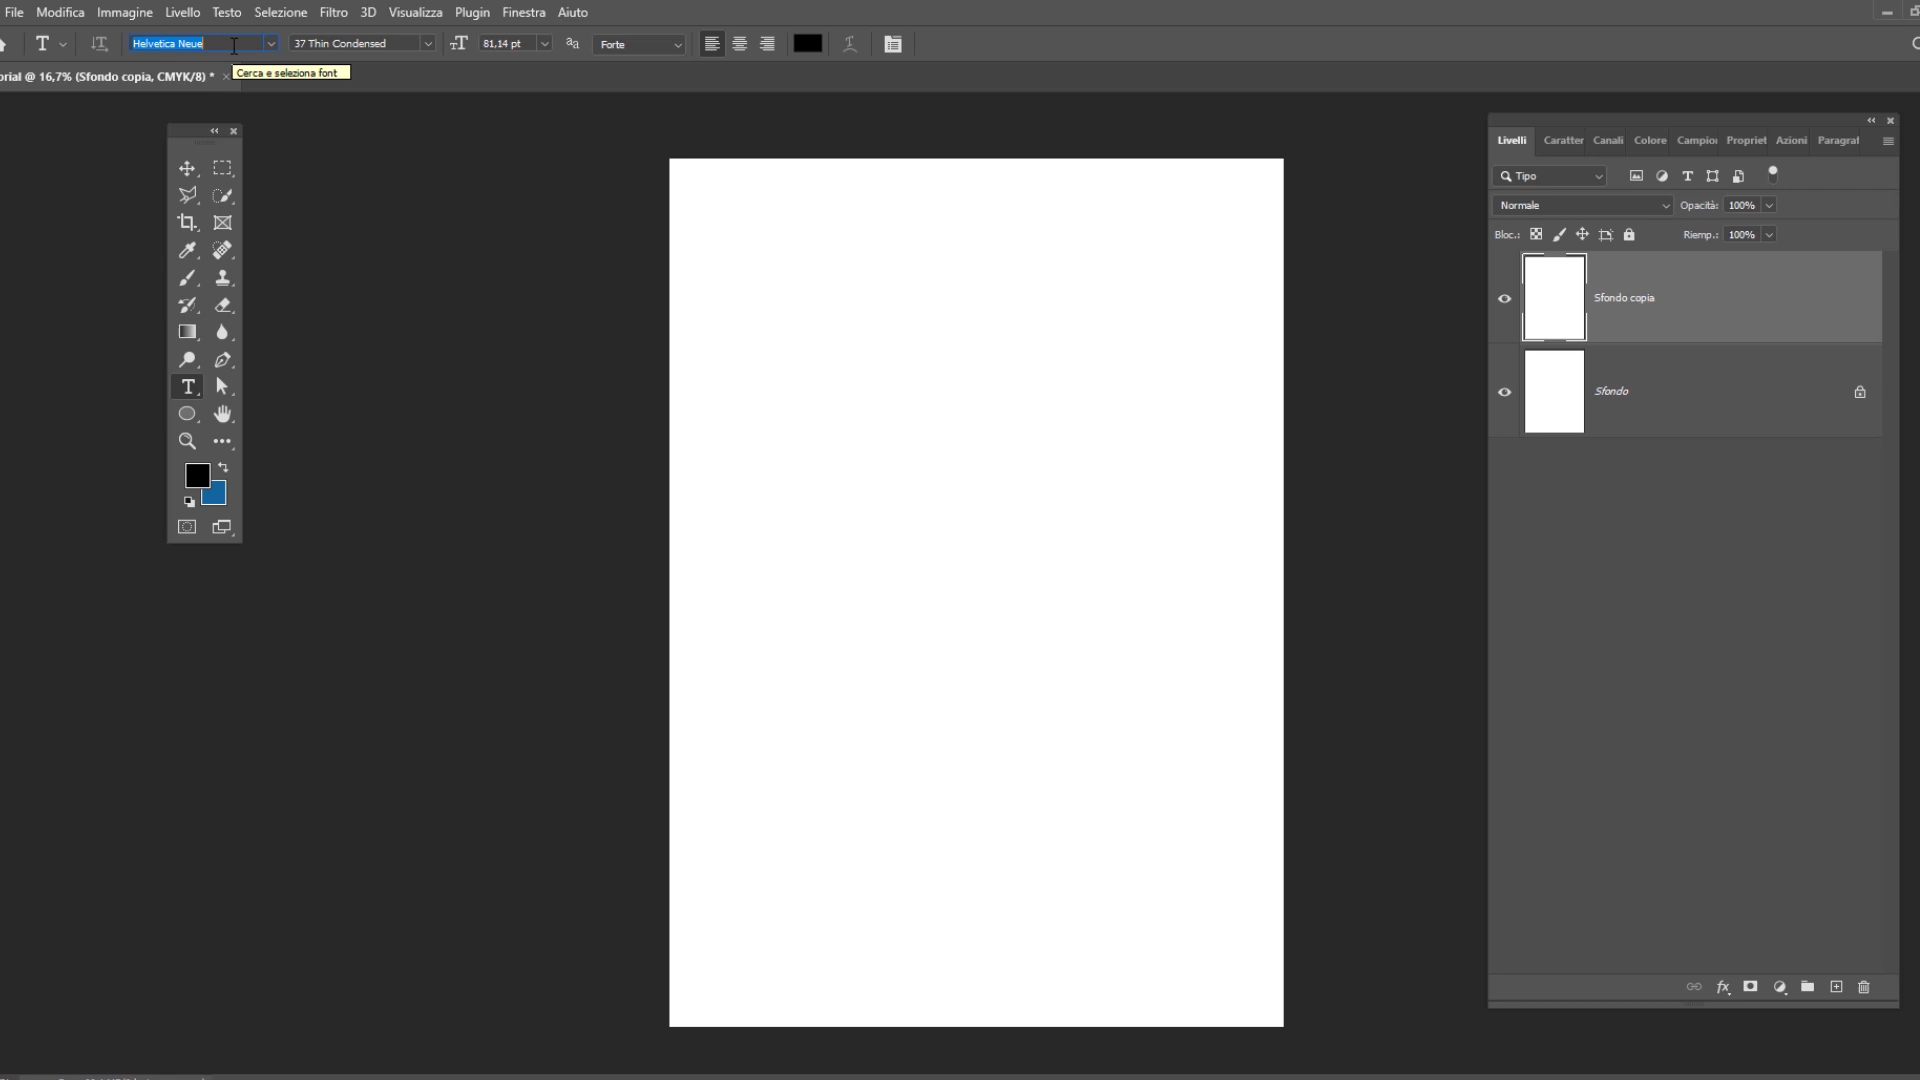 File Modifica Immagine Livello Testo Selezione Filtro 3D Visualizza Plugin Finestra Aiuto
Helvetica Neue 37 Thin Condensed 81,14 pt Forte
orial @ 16,7% (Sfondo copia, CMYK/8) *
Cerca e seleziona font
Livelli Caratter Canali Colore Campioi Propriet Azioni Paragraf
Tipo
Normale Opacità: 100%
Bloc.: Riemp.: 100%
Sfondo copia
Sfondo